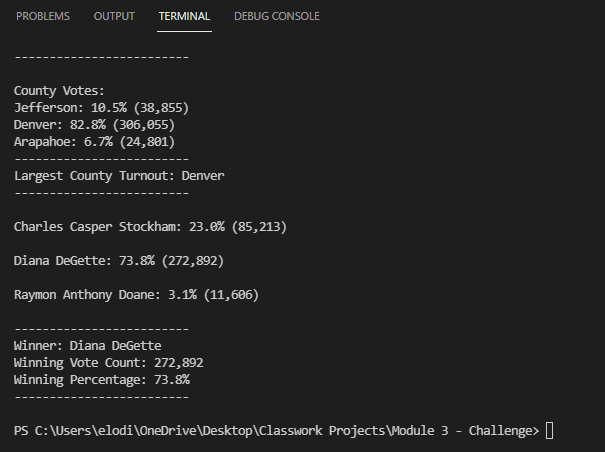 PROBLEMS OUTPUT TERMINAL DEBUG CONSOLE
-------------------------
County Votes:
Jefferson: 10.5% (38,855)
Denver: 82.8% (306,055)
Arapahoe: 6.7% (24,801)
-------------------------
Largest County Turnout: Denver
-------------------------
Charles Casper Stockham: 23.0% (85,213)
Diana DeGette: 73.8% (272,892)
Raymon Anthony Doane: 3.1% (11,606)
-------------------------
Winner: Diana DeGette
Winning Vote Count: 272,892
Winning Percentage: 73.8%
-------------------------
PS C:\Users\elodi\OneDrive\Desktop\Classwork Projects\Module 3 - Challenge>